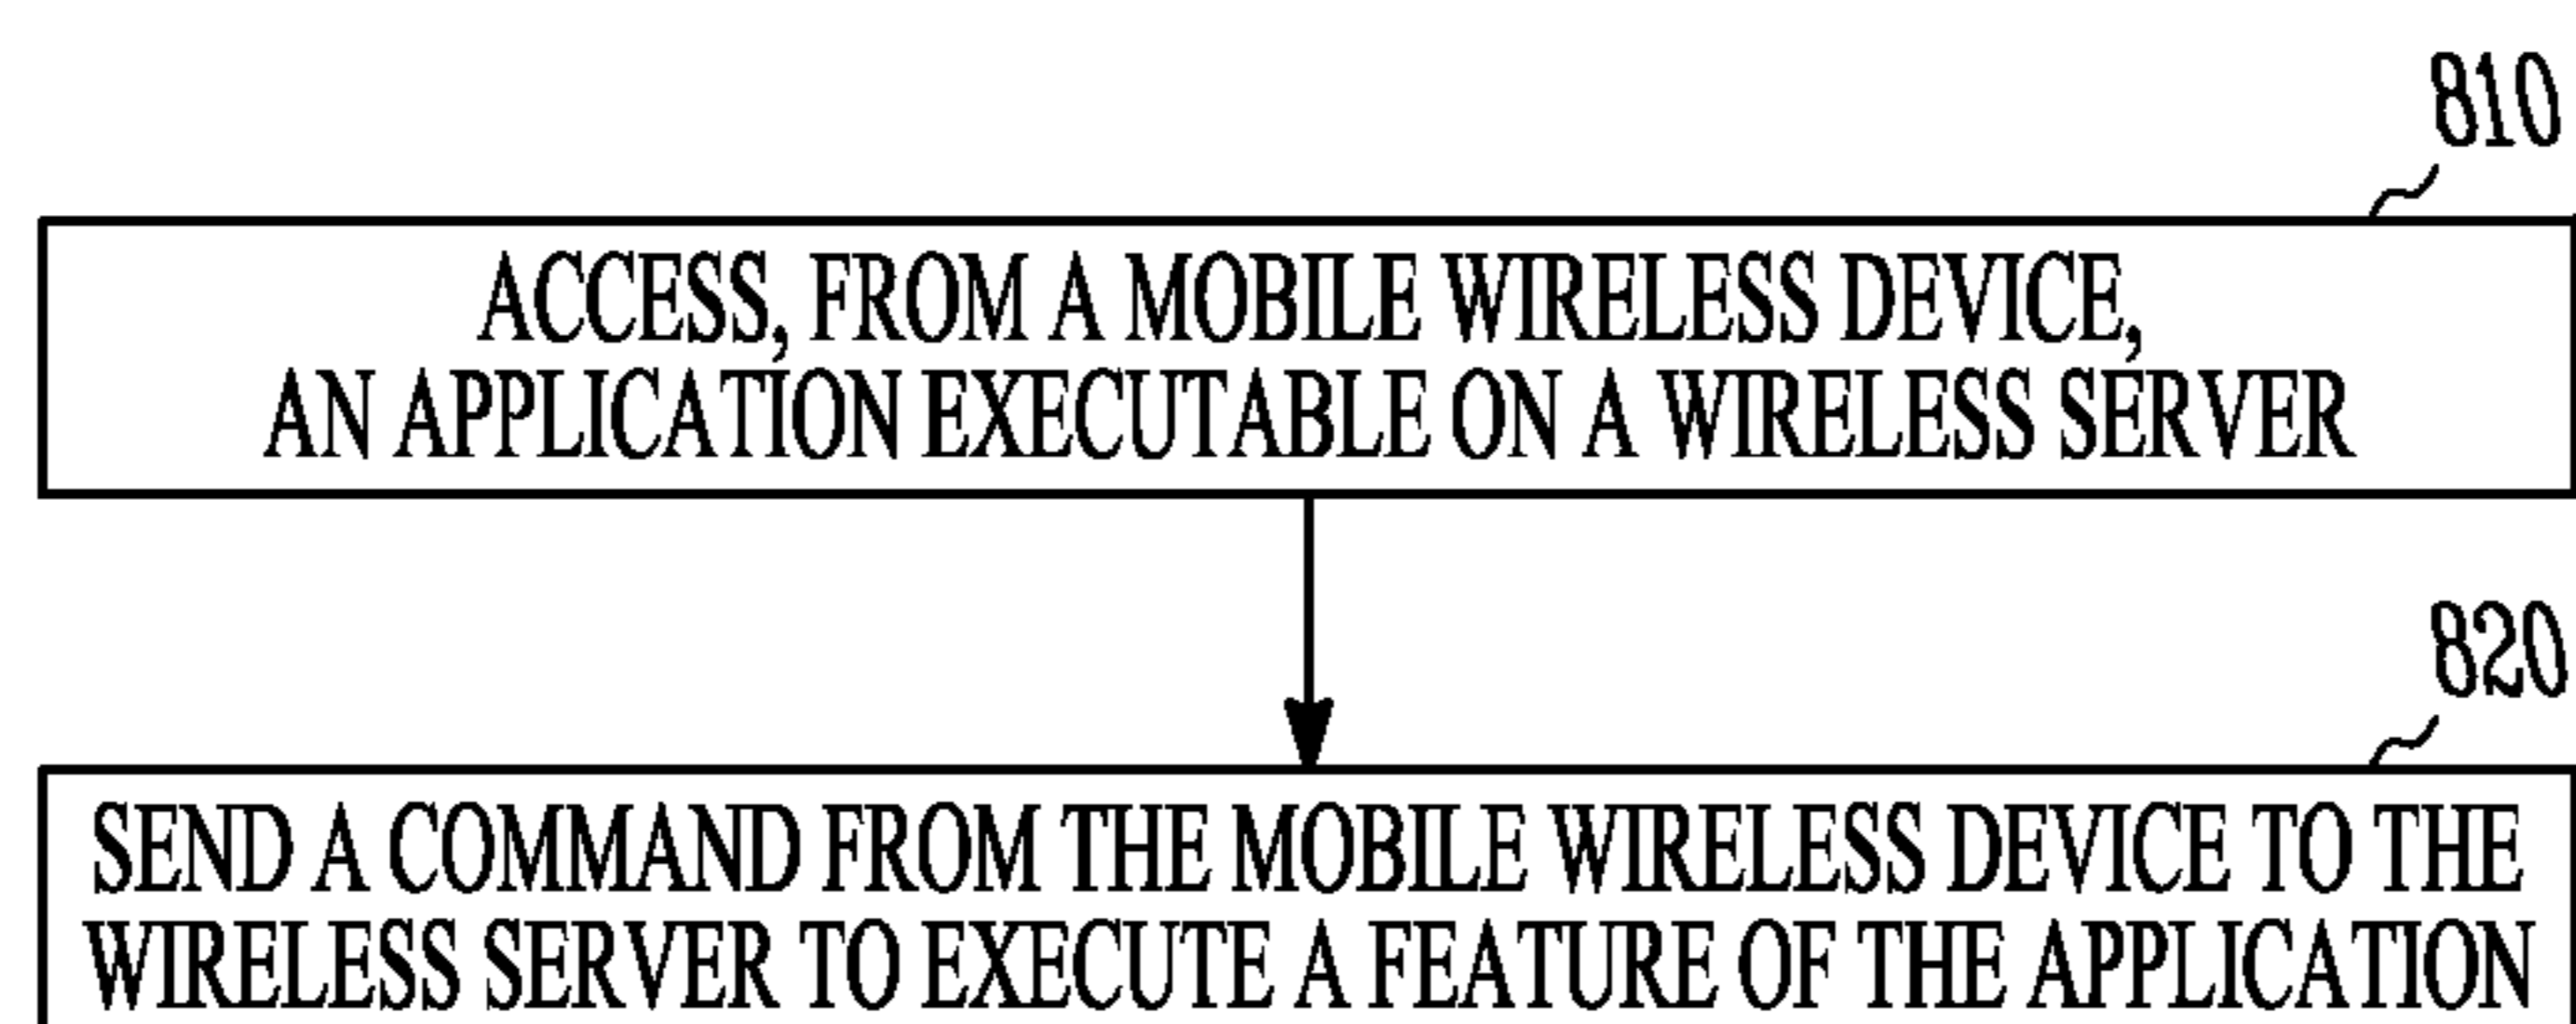 810
ACCESS, FROM A MOBILE WIRELESS DEVICE,
AN APPLICATION EXECUTABLE ON A WIRELESS SERVER
820
SEND A COMMAND FROM THE MOBILE WIRELESS DEVICE TO THE
WIRELESS SERVER TO EXECUTE A FEATURE OF THE APPLICATION